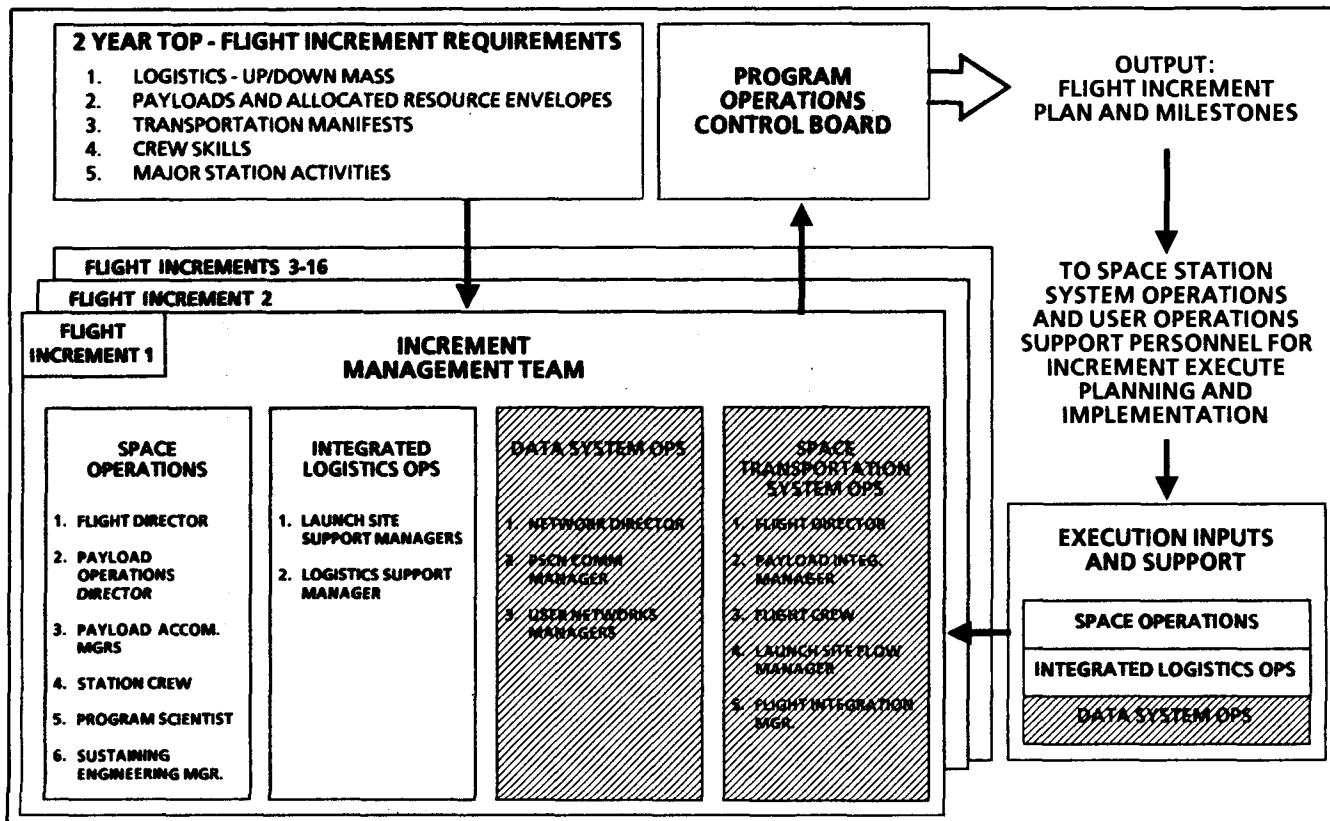 2 YEAR TOP - FLIGHT INCREMENT REQUIREMENTS
1. LOGISTICS - UP/DOWN MASS
2. PAYLOADS AND ALLOCATED RESOURCE ENVELOPES
3. TRANSPORTATION MANIFESTS
4. CREW SKILLS
5. MAJOR STATION ACTIVITIES
PROGRAM
OPERATIONS
CONTROL BOARD
OUTPUT:
FLIGHT INCREMENT
PLAN AND MILESTONES
FLIGHT INCREMENTS 3-16
FLIGHT INCREMENT 2
FLIGHT
INCREMENT 1
INCREMENT
MANAGEMENT TEAM
SPACE
OPERATIONS
1. FLIGHT DIRECTOR
2. PAYLOAD
OPERATIONS
DIRECTOR
3. PAYLOAD ACCOM.
MGRS
4. STATION CREW
5. PROGRAM SCIENTIST
6. SUSTAINING
ENGINEERING MGR.
INTEGRATED
LOGISTICS OPS
1. LAUNCH SITE
SUPPORT MANAGERS
2. LOGISTICS SUPPORT
MANAGER
DATA SYSTEM OPS
1. NETWORK DIRECTOR
2. PSCN COMM
MANAGER
3. USER NETWORKS
MANAGERS
SPACE
TRANSPORTATION
SYSTEM OPS
1. FLIGHT DIRECTOR
2. PAYLOAD INTEG.
MANAGER
3. FLIGHT CREW
4. LAUNCH SITE FLOW
MANAGER
5. FLIGHT INTEGRATION
MGR.
TO SPACE STATION
SYSTEM OPERATIONS
AND USER OPERATIONS
SUPPORT PERSONNEL FOR
INCREMENT EXECUTE
PLANNING AND
IMPLEMENTATION
EXECUTION INPUTS
AND SUPPORT
SPACE OPERATIONS
INTEGRATED LOGISTICS OPS
DATA SYSTEM OPS